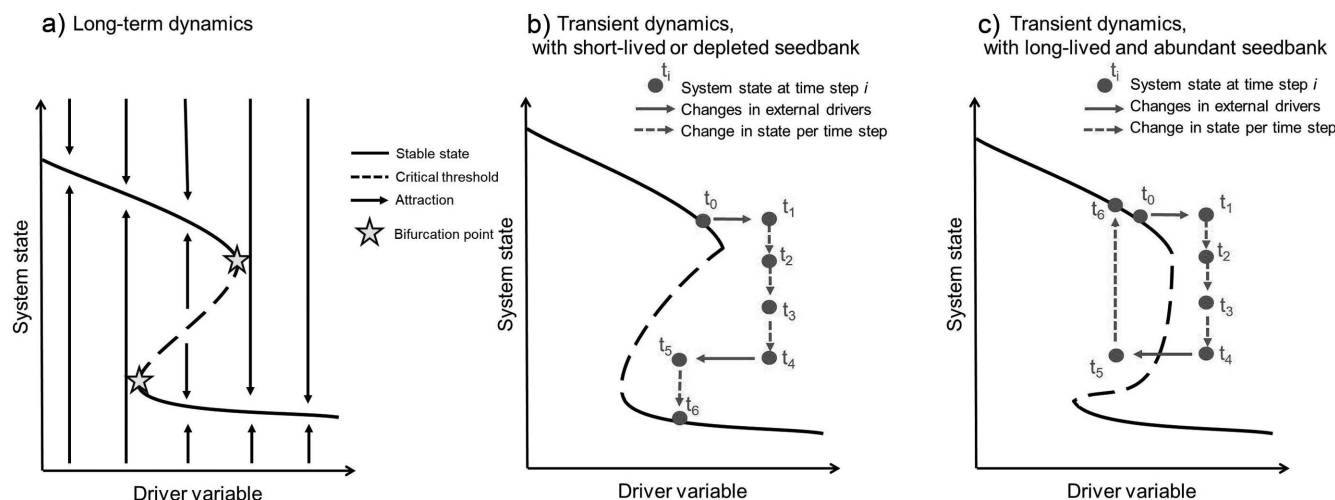 a) Long-term dynamics
System state
Driver variable
Stable state
Critical threshold
Attraction
Bifurcation point
b) Transient dynamics,
with short-lived or depleted seedbank
ti
System state at time step i
Changes in external drivers
Change in state per time step
System state
t0
t1
t2
t3
t4
t5
t6
Driver variable
c) Transient dynamics,
with long-lived and abundant seedbank
ti
System state at time step i
Changes in external drivers
Change in state per time step
System state
t6
t0
t1
t2
t3
t4
t5
Driver variable